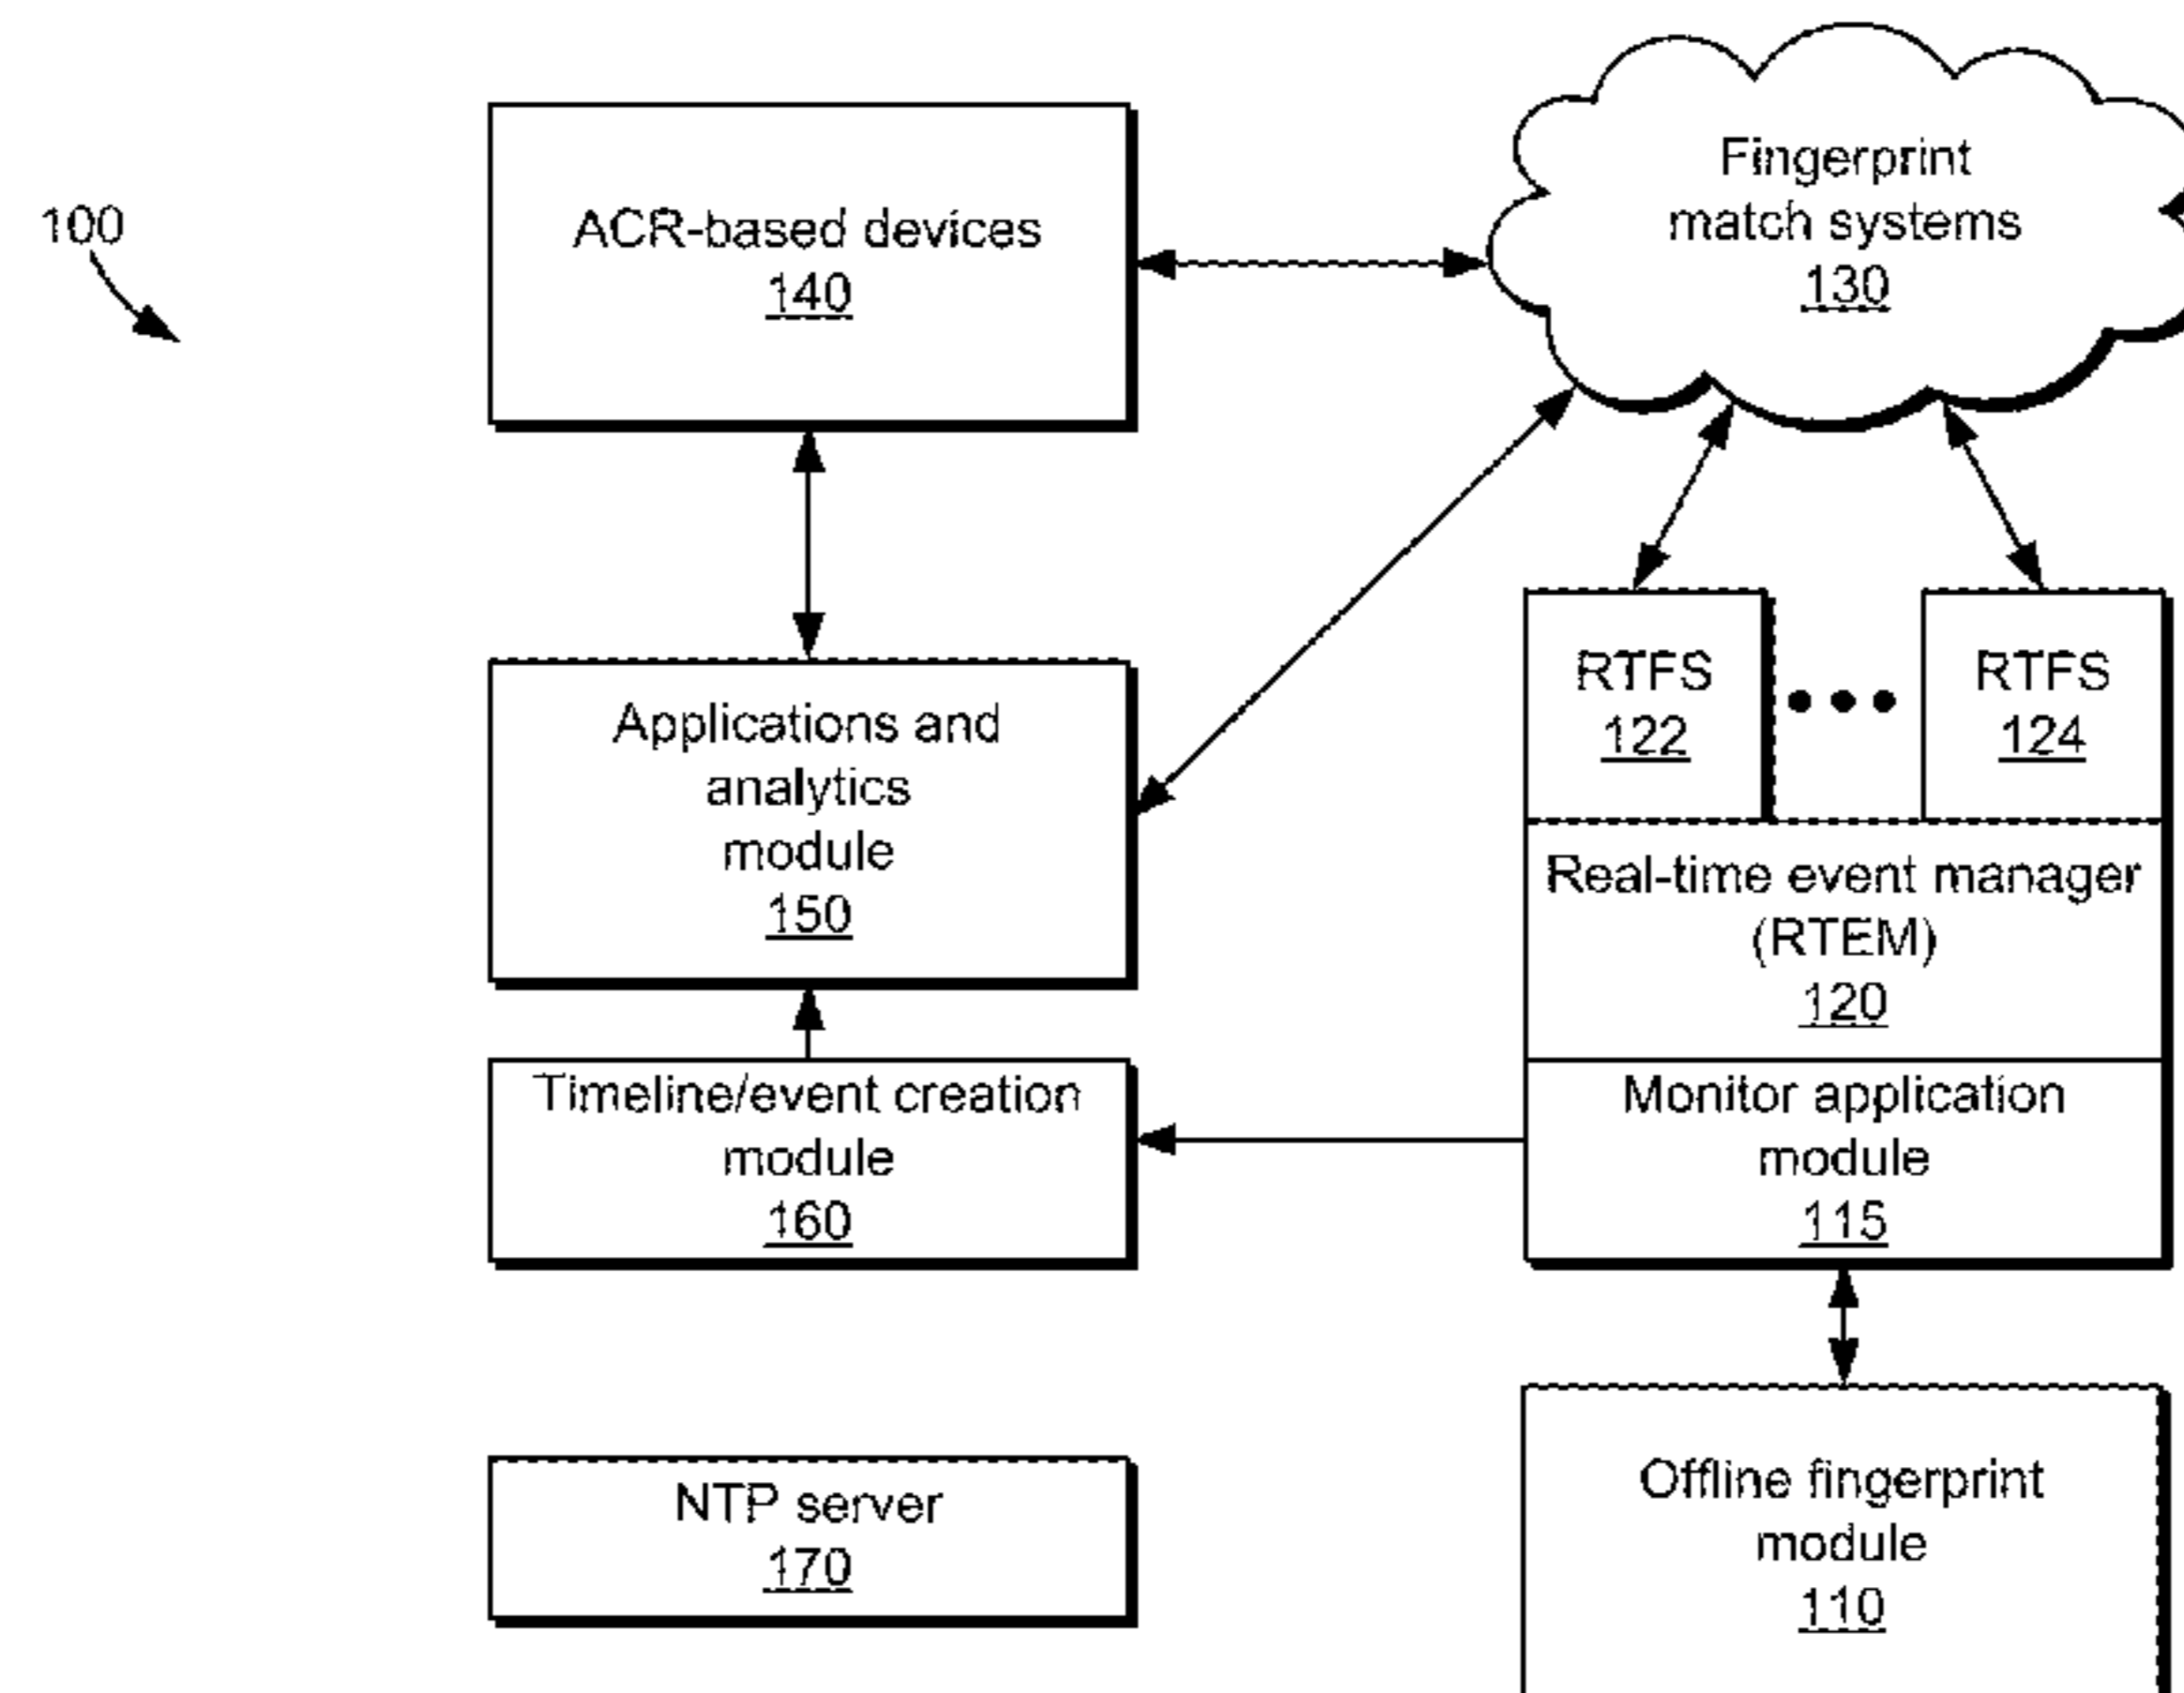 100
ACR-based devices
140
Fingerprint
match systems
130
Applications and
analytics
module
150
RTFS
122
RTFS
124
Real-time event manager
(RTEM)
120
Timeline/event creation
module
160
Monitor application
module
115
NTP server
170
Offline fingerprint
module
110